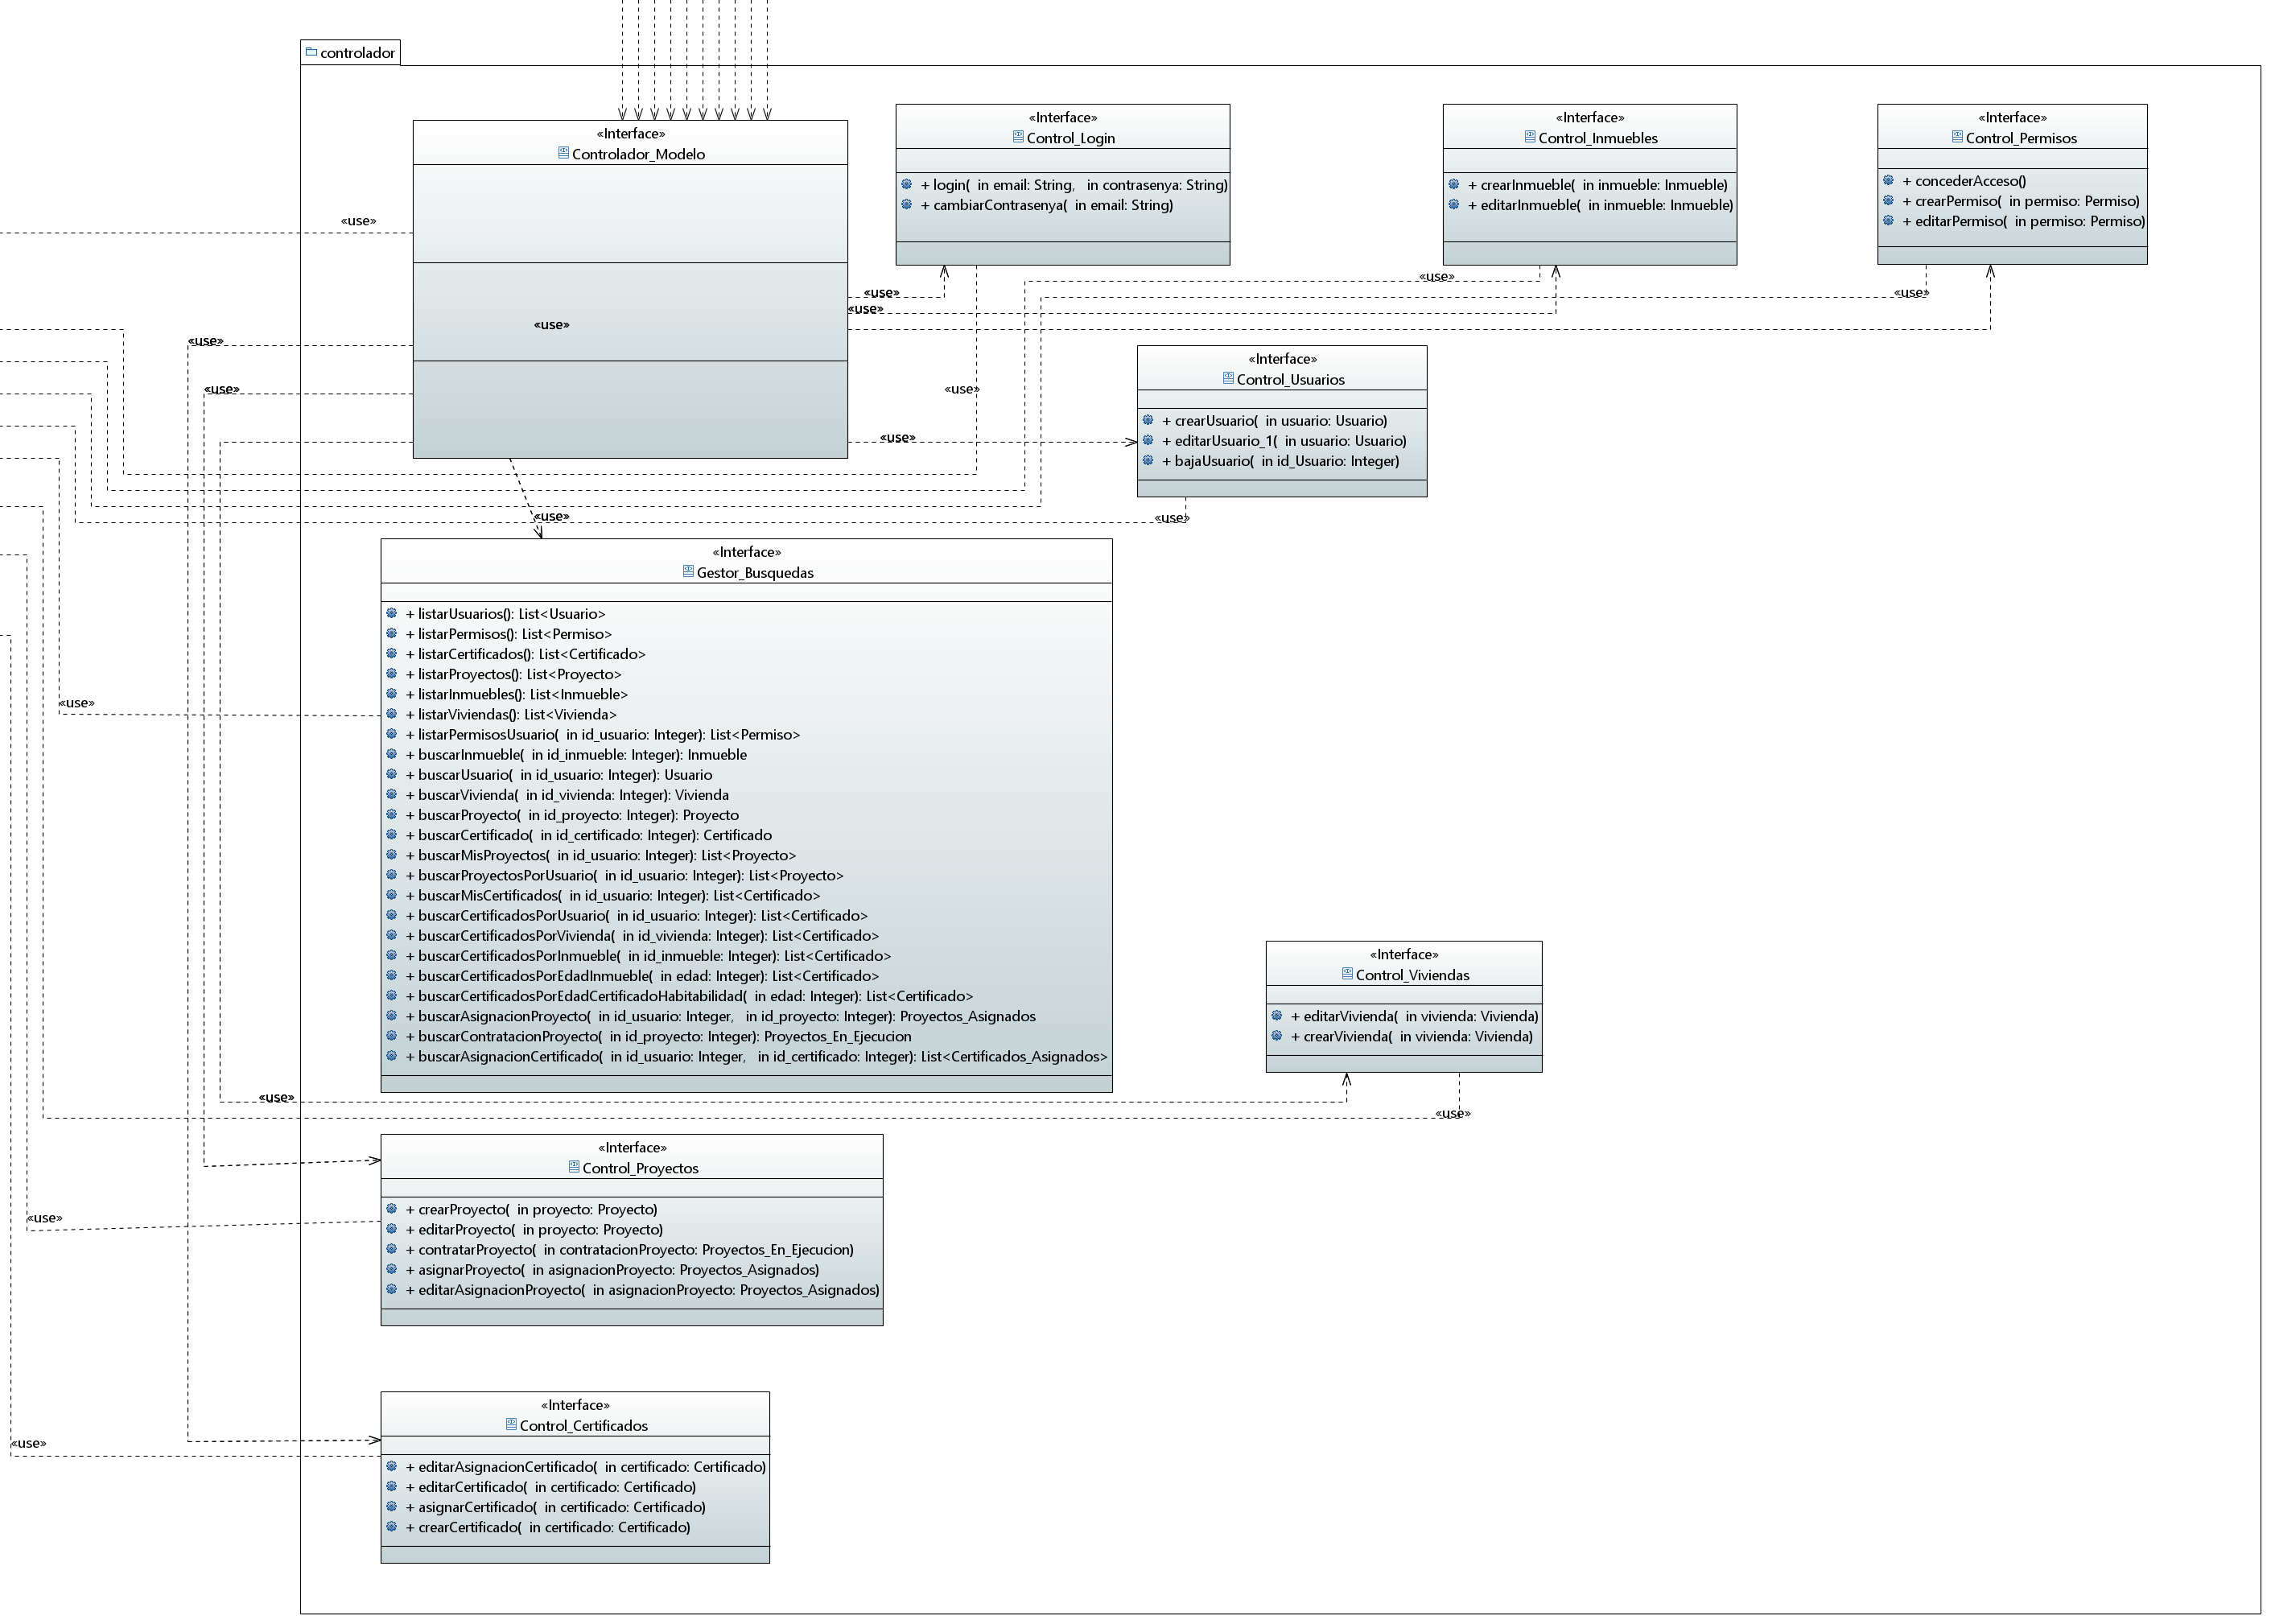 controlador
«Interface»
Controlador_Modelo
«use»
«use»
«use»
«use»
«Interface»
Control_Login
+ login(  in email: String,   in contrasenya: String)
+ cambiarContrasenya(  in email: String)
«Interface»
Control_Inmuebles
+ crearInmueble(  in inmueble: Inmueble)
+ editarInmueble(  in inmueble: Inmueble)
«Interface»
Control_Permisos
+ concederAcceso()
+ crearPermiso(  in permiso: Permiso)
+ editarPermiso(  in permiso: Permiso)
«use»
«use»
«use»
«use»
«use»
«use»
«Interface»
Control_Usuarios
+ crearUsuario(  in usuario: Usuario)
+ editarUsuario_1(  in usuario: Usuario)
+ bajaUsuario(  in id_Usuario: Integer)
«use»
«use»
«Interface»
Gestor_Busquedas
+ listarUsuarios(): List<Usuario>
+ listarPermisos(): List<Permiso>
+ listarCertificados(): List<Certificado>
+ listarProyectos(): List<Proyecto>
+ listarInmuebles(): List<Inmueble>
+ listarViviendas(): List<Vivienda>
+ listarPermisosUsuario(  in id_usuario: Integer): List<Permiso>
+ buscarInmueble(  in id_inmueble: Integer): Inmueble
+ buscarUsuario(  in id_usuario: Integer): Usuario
+ buscarVivienda(  in id_vivienda: Integer): Vivienda
+ buscarProyecto(  in id_proyecto: Integer): Proyecto
+ buscarCertificado(  in id_certificado: Integer): Certificado
+ buscarMisProyectos(  in id_usuario: Integer): List<Proyecto>
+ buscarProyectosPorUsuario(  in id_usuario: Integer): List<Proyecto>
+ buscarMisCertificados(  in id_usuario: Integer): List<Certificado>
+ buscarCertificadosPorUsuario(  in id_usuario: Integer): List<Certificado>
+ buscarCertificadosPorVivienda(  in id_vivienda: Integer): List<Certificado>
+ buscarCertificadosPorInmueble(  in id_inmueble: Integer): List<Certificado>
+ buscarCertificadosPorEdadInmueble(  in edad: Integer): List<Certificado>
+ buscarCertificadosPorEdadCertificadoHabitabilidad(  in edad: Integer): List<Certificado>
+ buscarAsignacionProyecto(  in id_usuario: Integer,   in id_proyecto: Integer): Proyectos_Asignados
+ buscarContratacionProyecto(  in id_proyecto: Integer): Proyectos_En_Ejecucion
+ buscarAsignacionCertificado(  in id_usuario: Integer,   in id_certificado: Integer): List<Certificados_Asignados>
«use»
«Interface»
Control_Viviendas
+ editarVivienda(  in vivienda: Vivienda)
+ crearVivienda(  in vivienda: Vivienda)
«use»
«use»
«Interface»
Control_Proyectos
+ crearProyecto(  in proyecto: Proyecto)
+ editarProyecto(  in proyecto: Proyecto)
+ contratarProyecto(  in contratacionProyecto: Proyectos_En_Ejecucion)
+ asignarProyecto(  in asignacionProyecto: Proyectos_Asignados)
+ editarAsignacionProyecto(  in asignacionProyecto: Proyectos_Asignados)
«use»
«Interface»
Control_Certificados
+ editarAsignacionCertificado(  in certificado: Certificado)
+ editarCertificado(  in certificado: Certificado)
+ asignarCertificado(  in certificado: Certificado)
+ crearCertificado(  in certificado: Certificado)
«use»